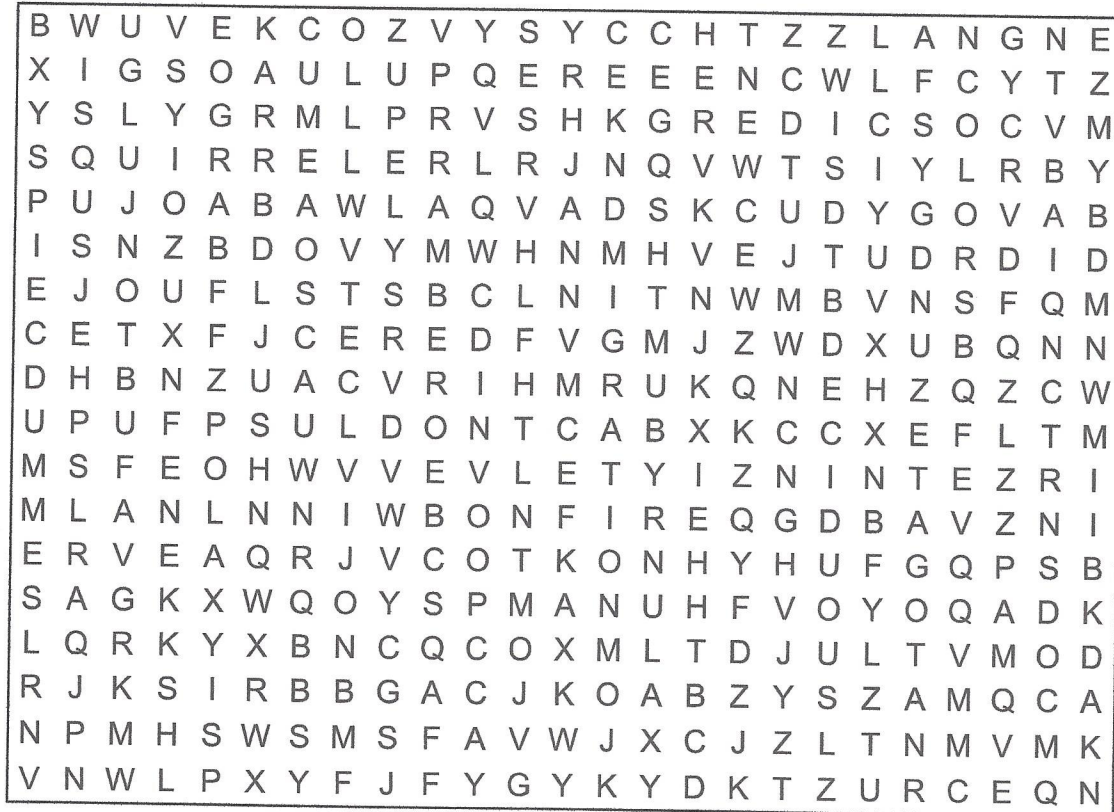 B W U V E K C O Z V Y S Y C C H T Z Z L A N G N E
X I G S O A U L U P Q E R E E E N C W L F C Y T Z
Y S L Y G R M L P R V S H K G R E D I C S O C V M
S Q U I R R E L E R L R J N Q V W T S I Y L R B Y
P U J O A B A W L A Q V A D S K C U D Y G O V A B
I S N Z B D O V Y M W H N M H V E J T U D R D I D
E J O U F L S T S B C L N I T N W M B V N S F Q M
C E T X F J C E R E D F V G M J Z W D X U B Q N N
D H B N Z U A C V R I H M R U K Q N E H Z Q Z C W
U P U F P S U L D O N T C A B X K C C X E F L T M
M S F E O H W V V E V L E T Y I Z N I N T E Z R I
M L A N L N N I W B O N F I R E Q G D B A V Z N I
E R V E A Q R J V C O T K O N H Y H U F G Q P S B
S A G K X W Q O Y S P M A N U H F V O Y O Q A D K
L Q R K Y X B N C Q C O X M L T D J U L T V M O D
R J K S I R B B G A C J K O A B Z Y S Z A M Q C A
N P M H S W S M S F A V W J X C J Z L T N M V M K
V N W L P X Y F J F Y G Y K Y D K T Z U R C E Q N